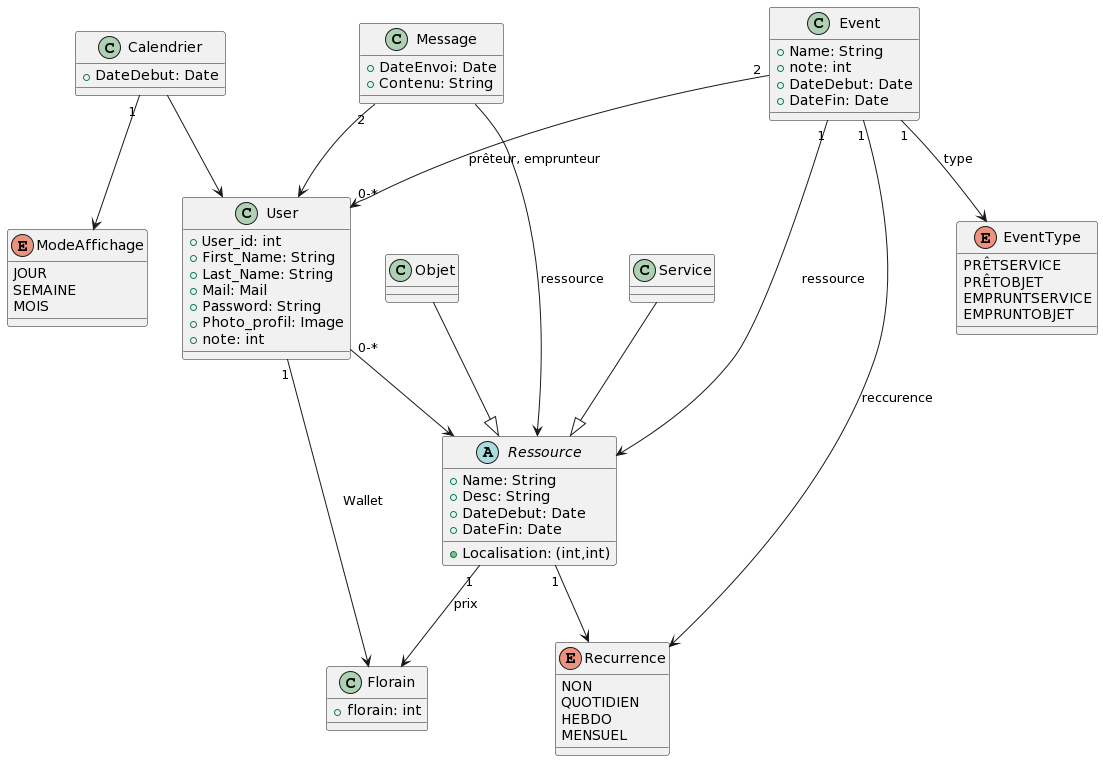 C Calendrier
+ DateDebut: Date
C Message
+ DateEnvoi: Date
+ Contenu: String
C Event
+ Name: String
+ note: int
+ DateDebut: Date
+ DateFin: Date
1
2
2
1
1
1
prêteur, emprunteur
type
0-*
E ModeAffichage
JOUR
SEMAINE
MOIS
C User
+ User_id: int
+ First_Name: String
+ Last_Name: String
+ Mail: Mail
+ Password: String
+ Photo_profil: Image
+ note: int
C Objet
ressource
C Service
ressource
E EventType
PRÊTSERVICE
PRÊTOBJET
EMPRUNTSERVICE
EMPRUNTOBJET
0-*
1
reccurence
Wallet
A Ressource
+ Name: String
+ Desc: String
+ DateDebut: Date
+ DateFin: Date
Localisation: (int,int)
1
1
prix
C Florain
+ florain: int
E Recurrence
NON
QUOTIDIEN
HEBDO
MENSUEL